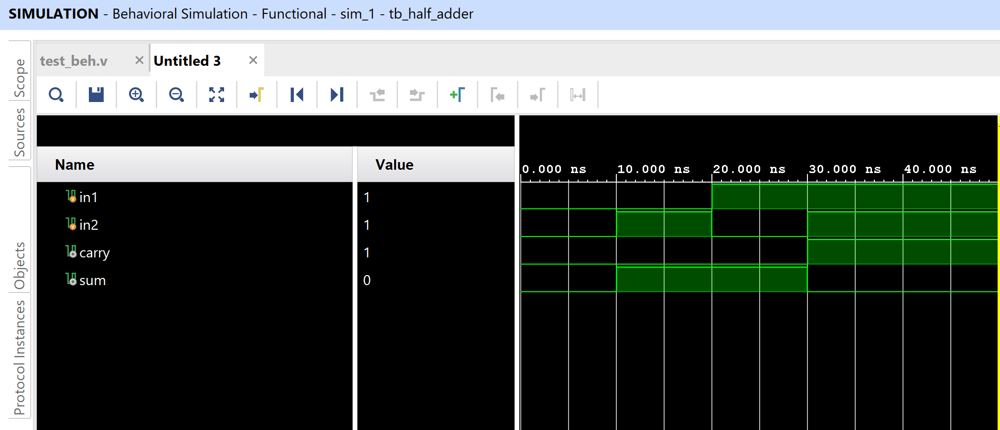 SIMULATION - Behavioral Simulation - Functional - sim_1 - tb_half_adder
test_beh.v
Untitled 3
Scope
Sources
Objects
Protocol Instances
Name Value
0.000 ns 10.000 ns 20.000 ns 30.000 ns 40.000 ns
in1 1
in2 1
carry 1
sum 0